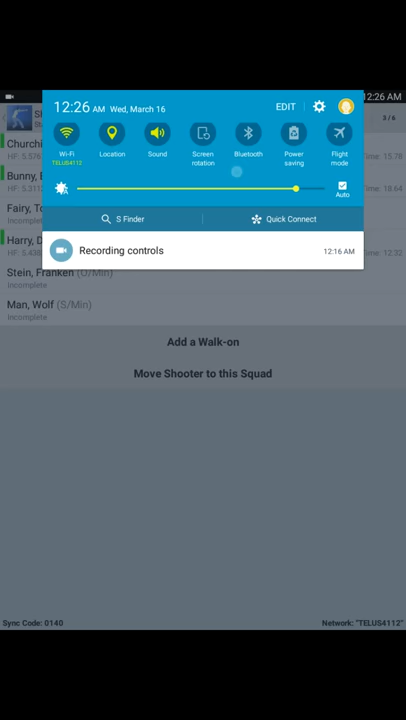 12:26 AM
12:26 AM Wed, March 16
EDIT
3/6
Wi-Fi
TELUS4112
Location
Sound
Screen rotation
Bluetooth
Power saving
Flight mode
Auto
S Finder
Quick Connect
Recording controls
12:16 AM
Churchi
HF: 5.576
Time: 15.78
Bunny,
HF: 5.311
Time: 18.64
Fairy, To
Incomplet
Harry, D
HF: 5.438
Time: 12.32
Stein, Franken (O/Min)
Incomplete
Man, Wolf (S/Min)
Incomplete
Add a Walk-on
Move Shooter to this Squad
Sync Code: 0140
Network: "TELUS4112"